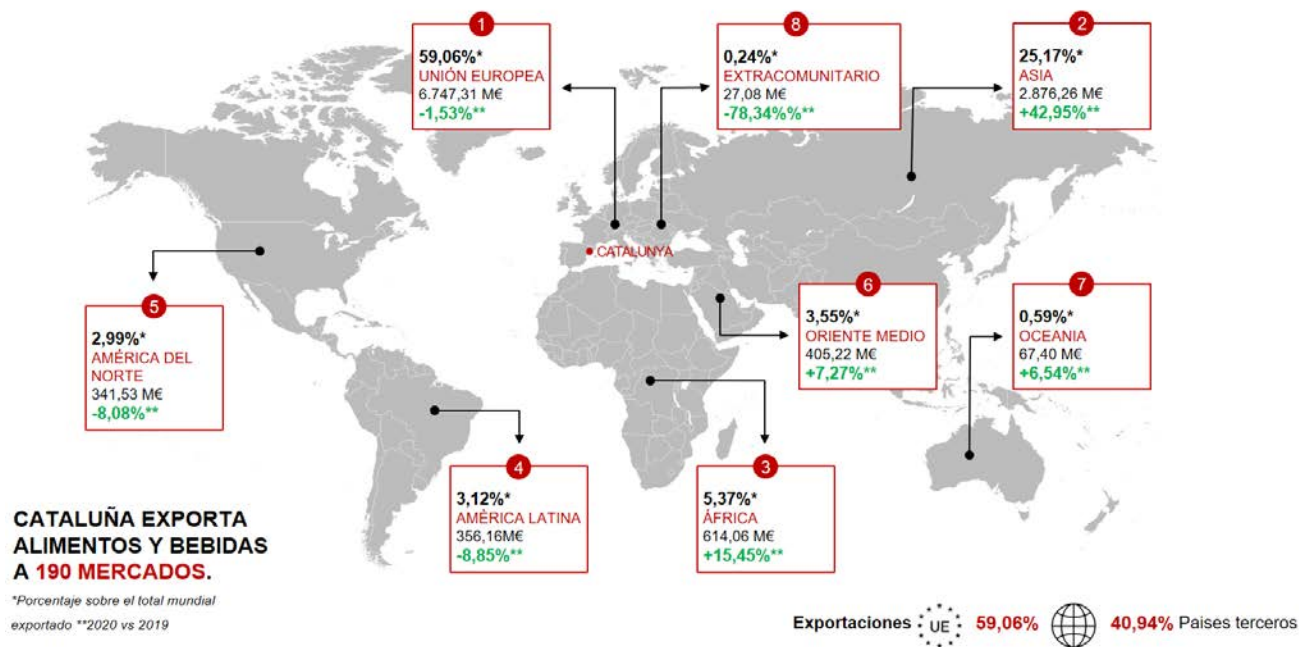 1
59,06%*
UNIÓN EUROPEA
6.747,31 M€
-1,53%**
8
0,24%*
EXTRACOMUNITARIO
27,08 M€
-78,34%%**
2
25,17%*
ASIA
2.876,26 M€
+42,95%**
CATALUNYA
5
2,99%*
AMÉRICA DEL
NORTE
341,53 M€
-8,08%**
6
3,55%*
ORIENTE MEDIO
405,22 M€
+7,27%**
7
0,59%*
OCEANIA
67,40 M€
+6,54%**
4
3,12%*
AMÉRICA LATINA
356,16M€
-8,85%**
3
5,37%*
ÁFRICA
614,06 M€
+15,45%**
CATALUÑA EXPORTA
ALIMENTOS Y BEBIDAS
A 190 MERCADOS.
*Porcentaje sobre el total mundial
exportado **2020 vs 2019
Exportaciones UE 59,06% 40,94% Paises terceros